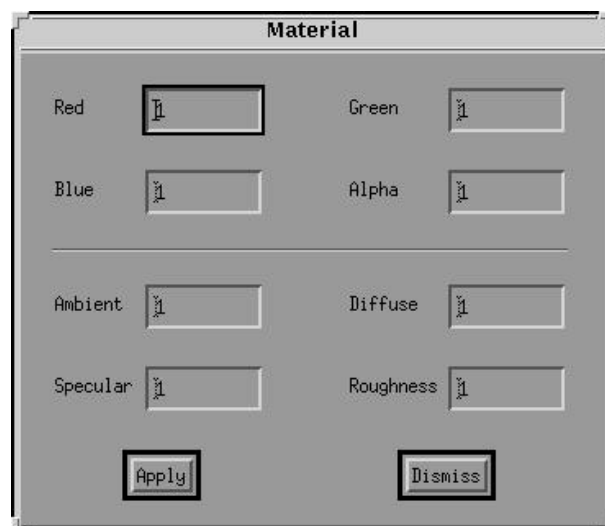 Material
Red 1 Green 1
Blue 1 Alpha 1
Ambient 1 Diffuse 1
Specular 1 Roughness 1
Apply Dismiss